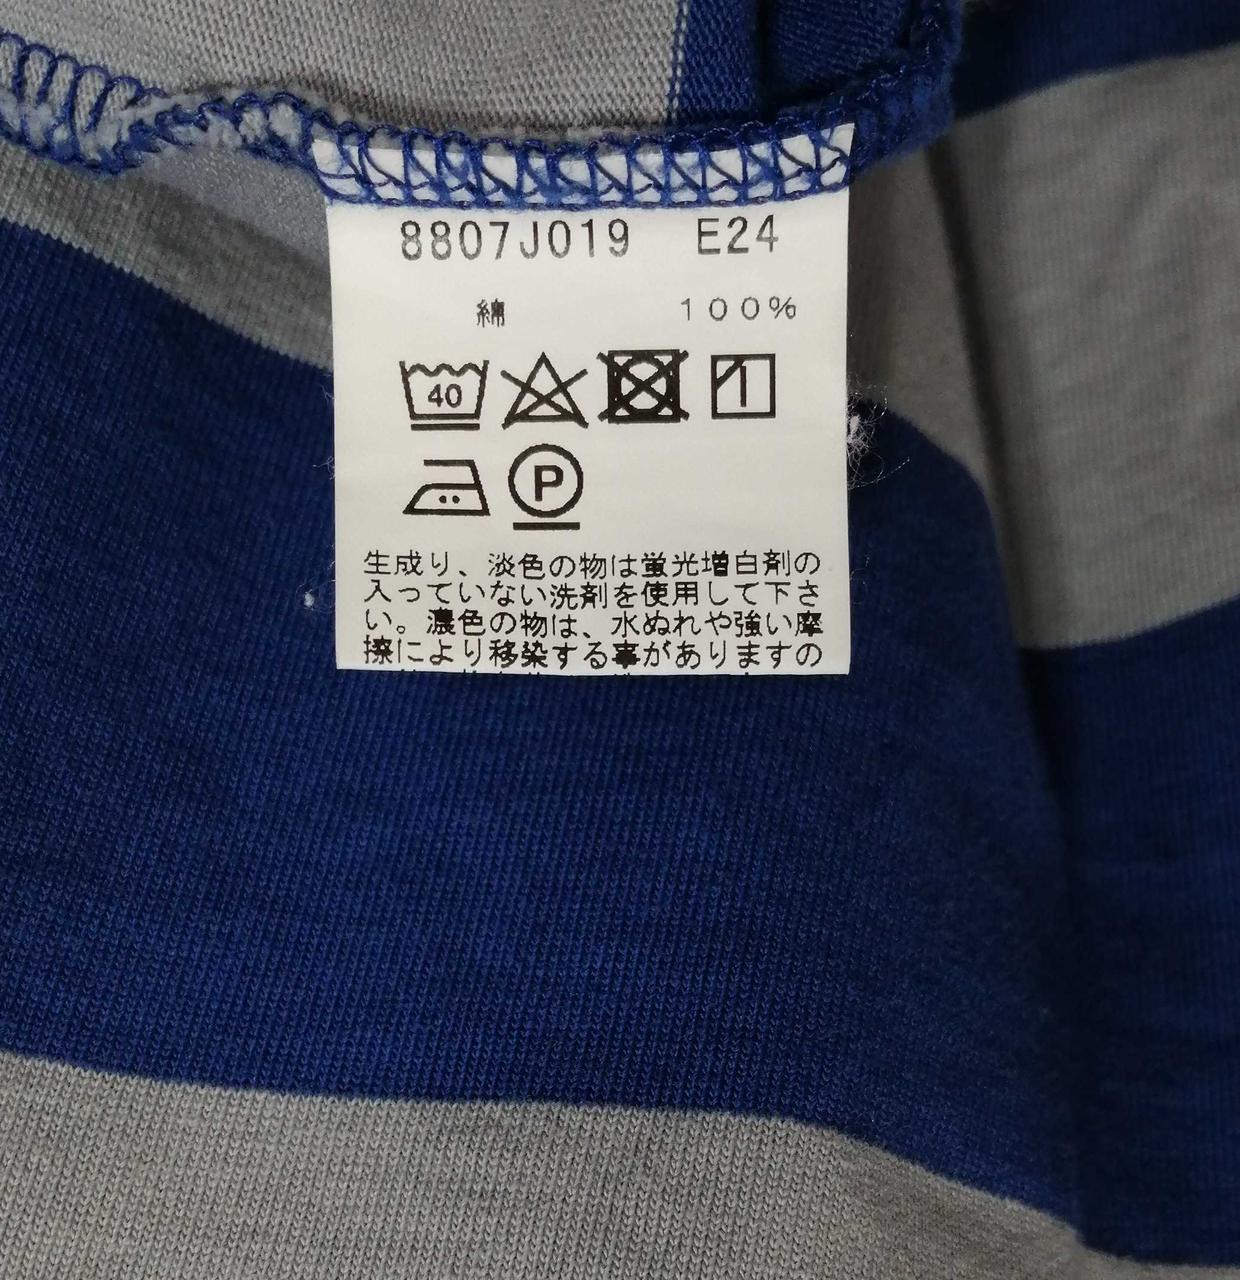 8807J019 E24
綿 100%
40
P
生成り、淡色の物は蛍光増白剤の
入っていない洗剤を使用して下さ
い。濃色の物は、水ぬれや強い摩
擦により移染する事がありますの